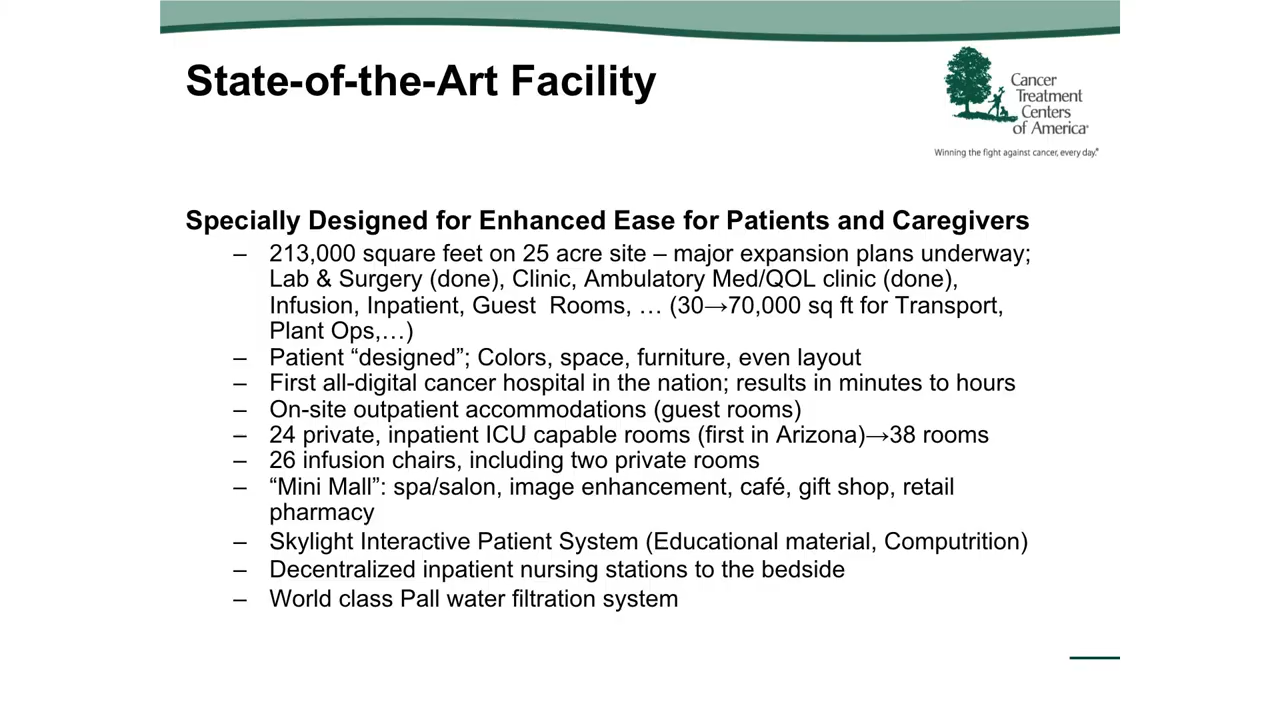 State-of-the-Art Facility
Cancer
Treatment
Centers
of America®
Winning the fight against cancer, every day.®
Specially Designed for Enhanced Ease for Patients and Caregivers
– 213,000 square feet on 25 acre site – major expansion plans underway;
Lab & Surgery (done), Clinic, Ambulatory Med/QOL clinic (done),
Infusion, Inpatient, Guest  Rooms, … (30→70,000 sq ft for Transport,
Plant Ops,…)
– Patient “designed”; Colors, space, furniture, even layout
– First all-digital cancer hospital in the nation; results in minutes to hours
– On-site outpatient accommodations (guest rooms)
– 24 private, inpatient ICU capable rooms (first in Arizona)→38 rooms
– 26 infusion chairs, including two private rooms
– “Mini Mall”: spa/salon, image enhancement, café, gift shop, retail
pharmacy
– Skylight Interactive Patient System (Educational material, Computrition)
– Decentralized inpatient nursing stations to the bedside
– World class Pall water filtration system